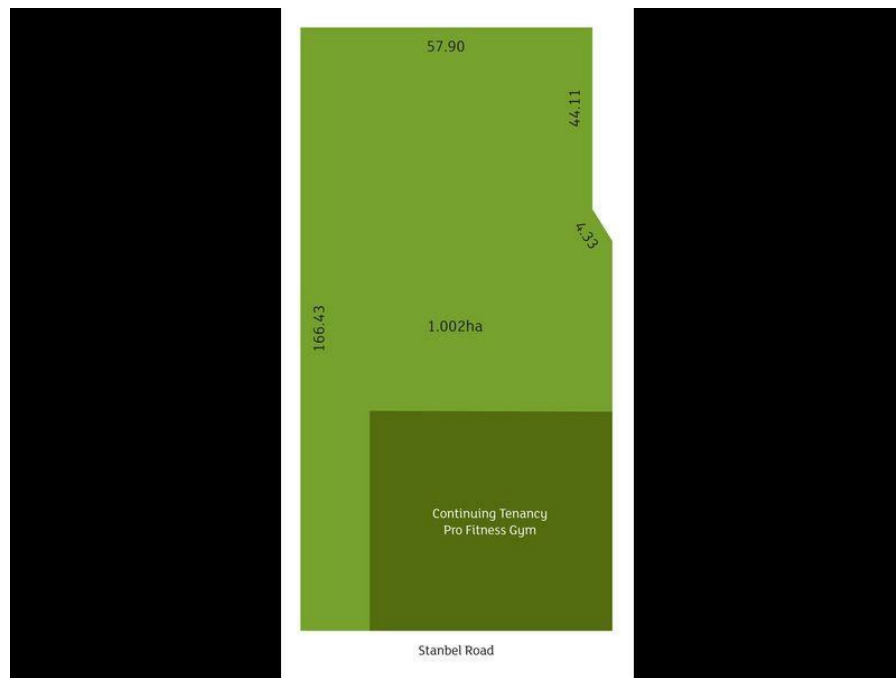 57.90
44.11
4.33
166.43
1.002ha
Continuing Tenancy
Pro Fitness Gym
Stanbel Road